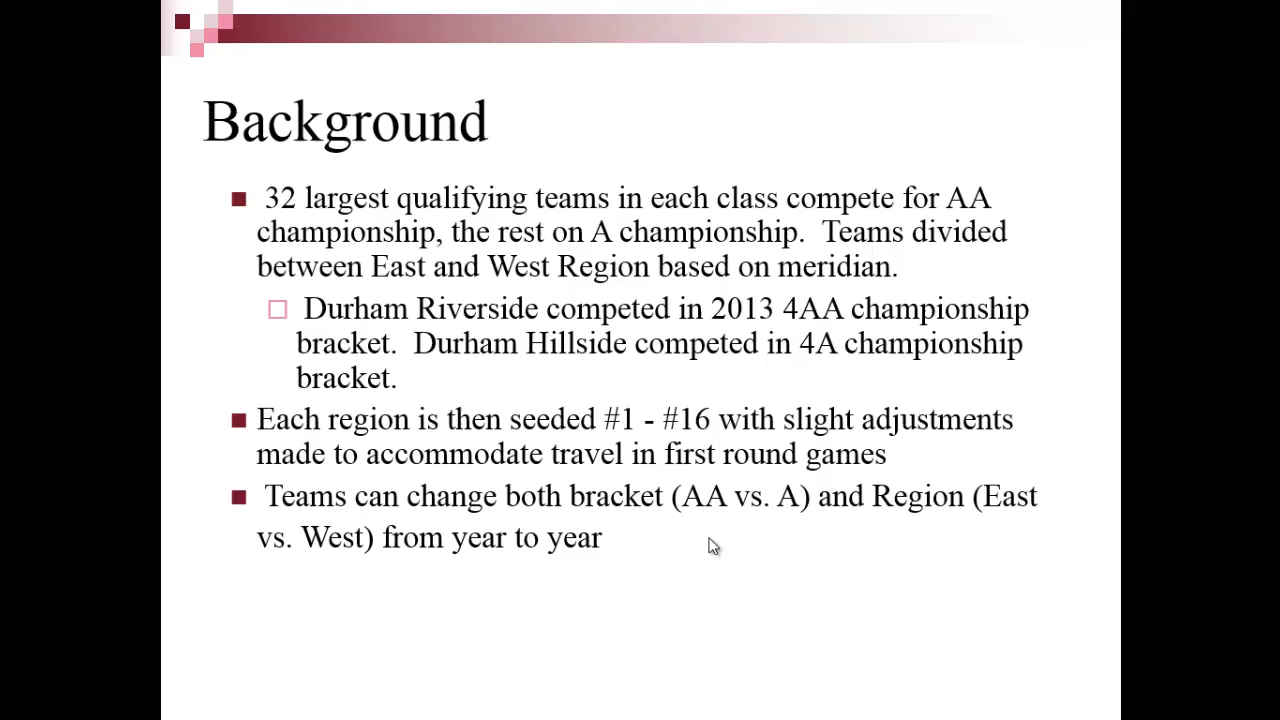 Background
32 largest qualifying teams in each class compete for AA
championship, the rest on A championship. Teams divided
between East and West Region based on meridian.
Durham Riverside competed in 2013 4AA championship
bracket. Durham Hillside competed in 4A championship
bracket.
Each region is then seeded #1 - #16 with slight adjustments
made to accommodate travel in first round games
Teams can change both bracket (AA vs. A) and Region (East
vs. West) from year to year